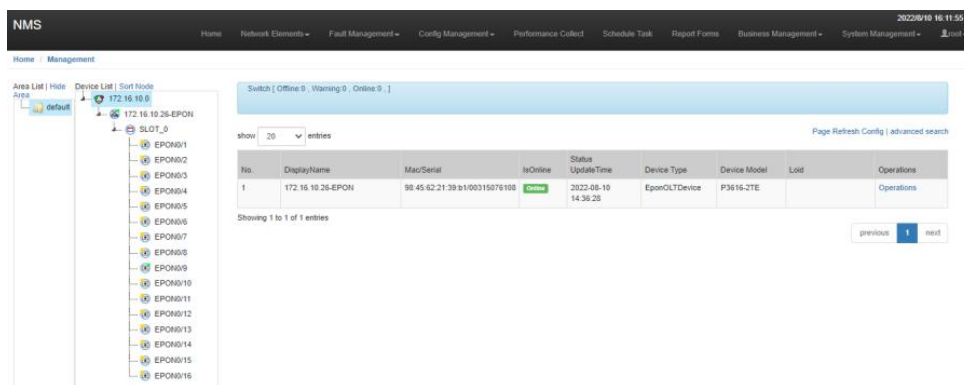 NMS
2022/8/10 16:11:55
Home Network Elements Fault Management Config Management Performance Collect Schedule Task Report Forms Business Management System Management root
Home / Management
Area List | Hide Area
default
Device List | Sort Node
172.16.10.0
172.16.10.26-EPON
SLOT_0
EPON0/1
EPON0/2
EPON0/3
EPON0/4
EPON0/5
EPON0/6
EPON0/7
EPON0/8
EPON0/9
EPON0/10
EPON0/11
EPON0/12
EPON0/13
EPON0/14
EPON0/15
EPON0/16
Switch [ Offline:0 , Warning:0 , Online:0 , ]
show 20 entries
Page Refresh Config | advanced search
No. DisplayName Mac/Serial IsOnline Status UpdateTime Device Type Device Model Loid Operations
1 172.16.10.26-EPON 98:45:62:21:39:b1/00315076108 Online 2022-08-10 14:36:28 EponOLTDevice P3616-2TE Operations
Showing 1 to 1 of 1 entries
previous 1 next